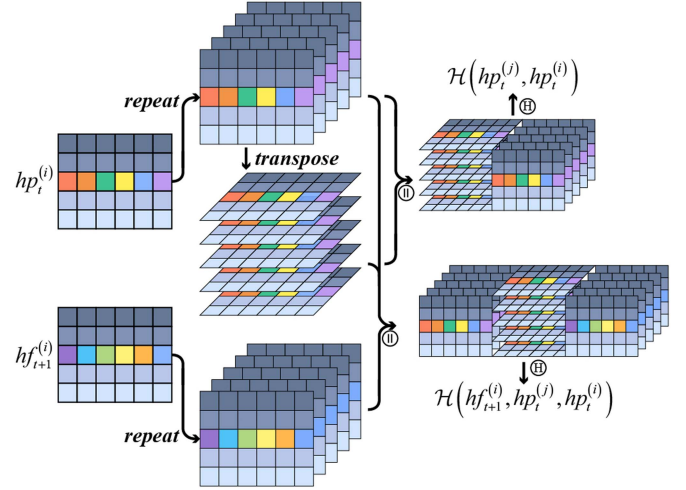 ℋ(hp_t^{(j)}, hp_t^{(i)})
Ⓗ
repeat
transpose
hp_t^{(i)}
||
hf_{t+1}^{(i)}
||
Ⓗ
ℋ(hf_{t+1}^{(i)}, hp_t^{(j)}, hp_t^{(i)})
repeat